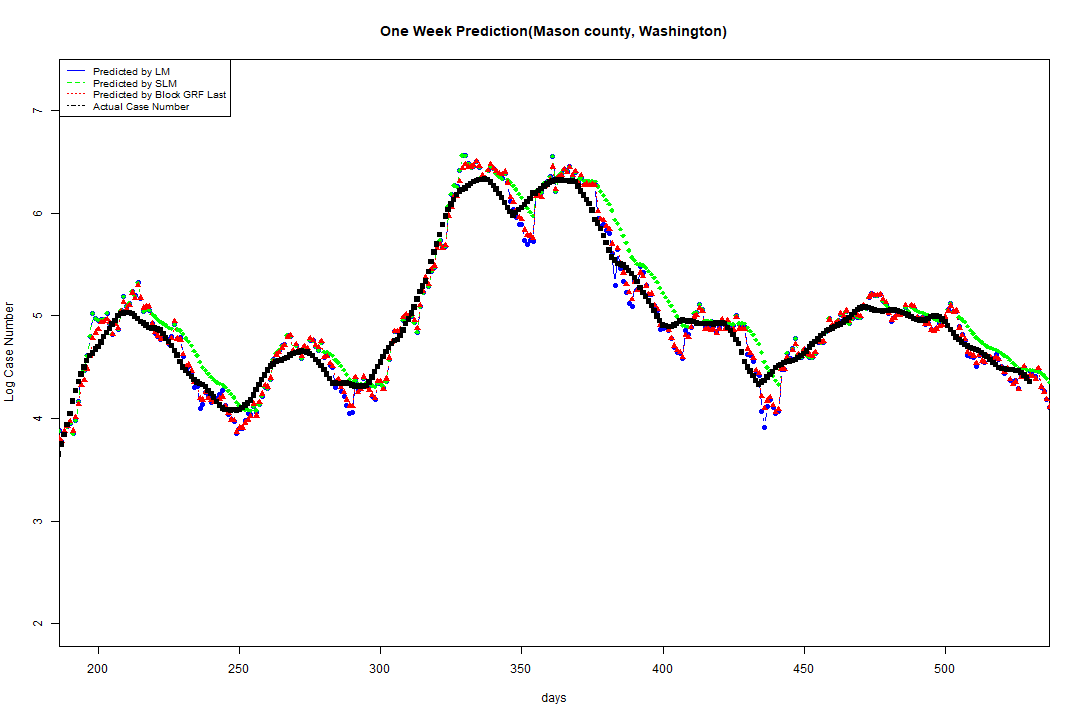 One Week Prediction(Mason county, Washington)
Predicted by LM
Predicted by SLM
Predicted by Block GRF Last
Actual Case Number
7
6
5
4
3
2
Log Case Number
200 250 300 350 400 450 500
days